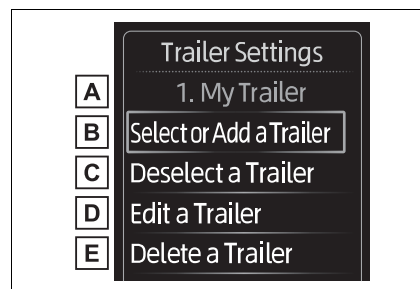 Trailer Settings
A 1. My Trailer
B Select or Add a Trailer
C Deselect a Trailer
D Edit a Trailer
E Delete a Trailer